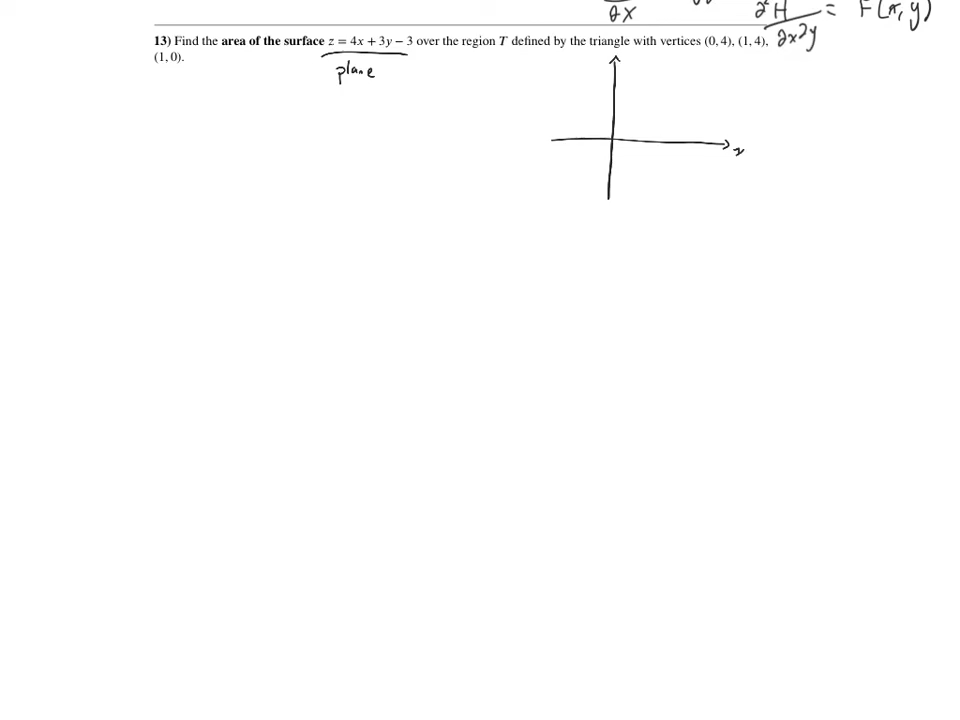 ∂x
∂²H
∂x∂y = F(x, y)
13) Find the area of the surface z = 4x + 3y − 3 over the region T defined by the triangle with vertices (0, 4), (1, 4),
(1, 0).
plane
x